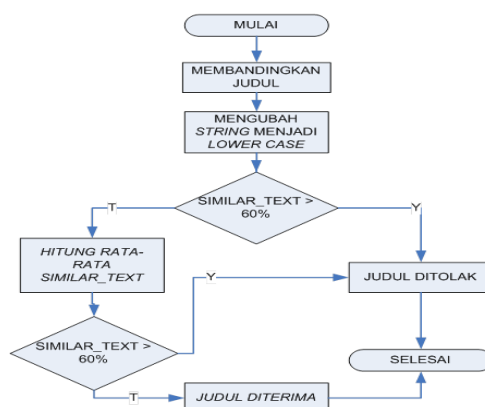 MULAI
MEMBANDINGKAN
JUDUL
MENGUBAH
STRING MENJADI
LOWER CASE
SIMILAR_TEXT >
60%
T
Y
HITUNG RATA-
RATA
SIMILAR_TEXT
Y
JUDUL DITOLAK
SIMILAR_TEXT >
60%
SELESAI
T
JUDUL DITERIMA